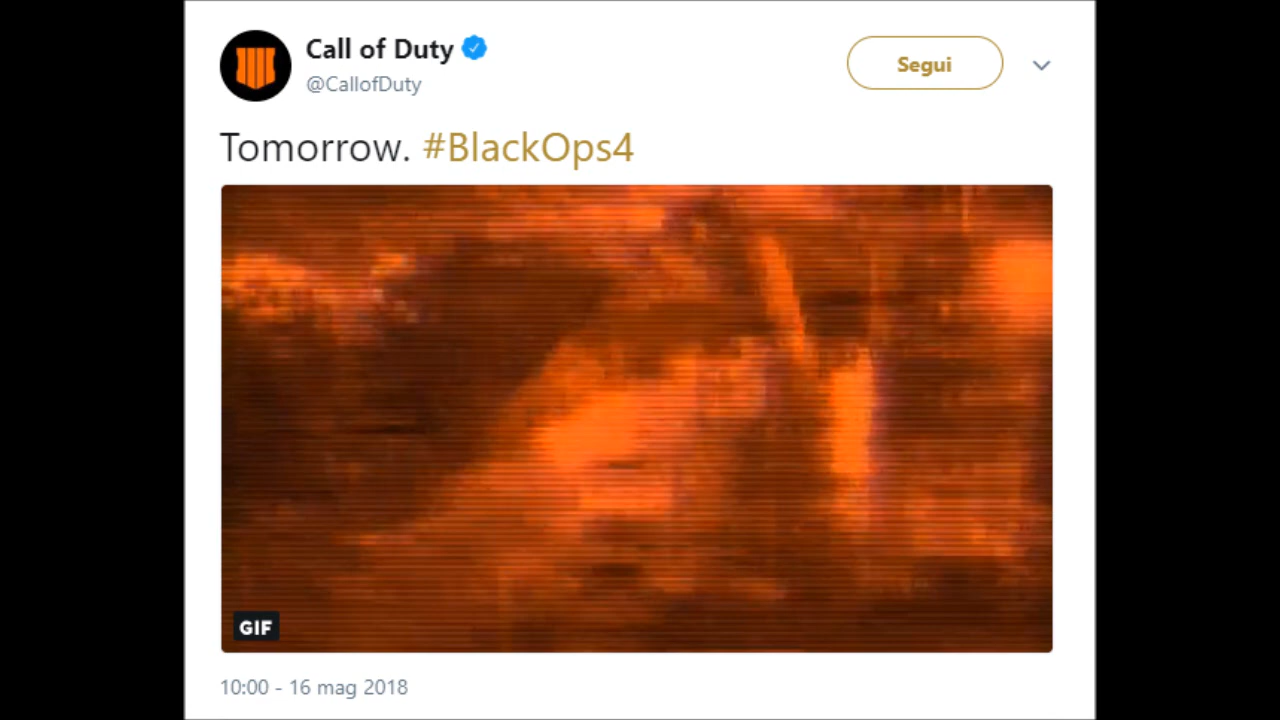 Call of Duty
@CallofDuty
Segui
Tomorrow. #BlackOps4
GIF
10:00 - 16 mag 2018